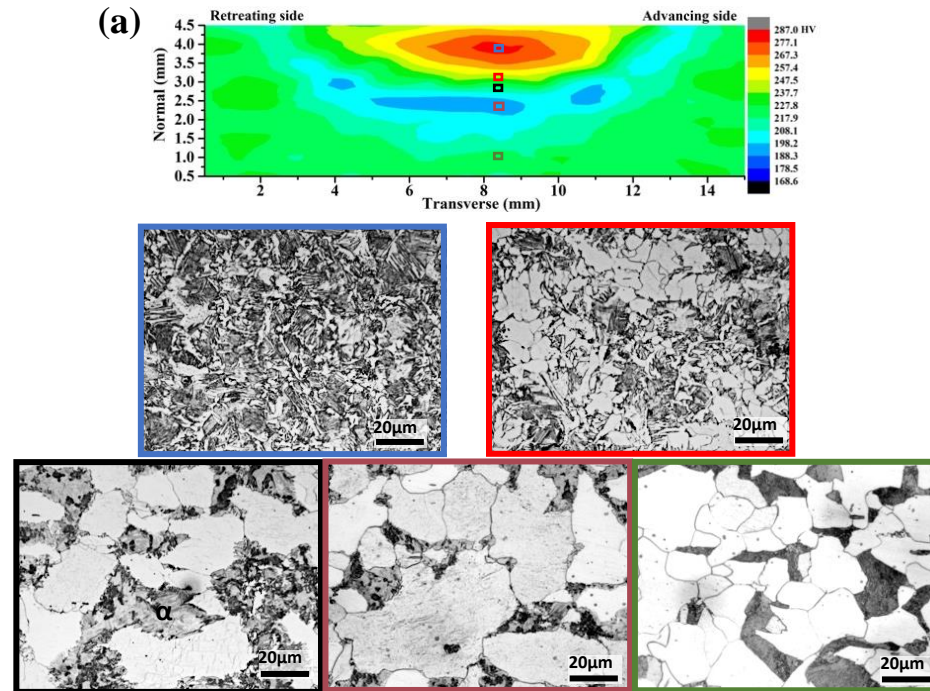 (a)
Retreating side
Advancing side
4.5
4.0
3.5
3.0
2.5
2.0
1.5
1.0
0.5
Normal (mm)
2 4 6 8 10 12 14
Transverse (mm)
287.0 HV
277.1
267.3
257.4
247.5
237.7
227.8
217.9
208.1
198.2
188.3
178.5
168.6
20μm
20μm
α
20μm
20μm
20μm